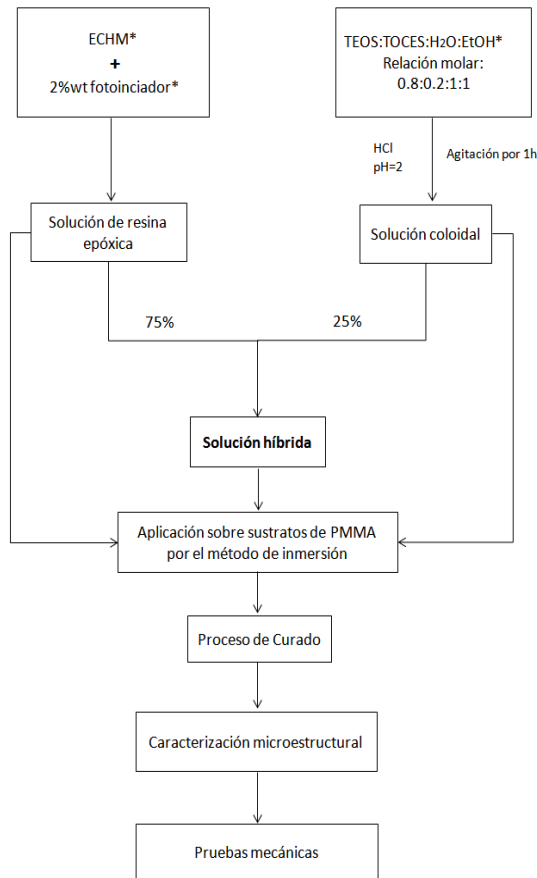 ECHM*
+
2%wt fotoinciador*
TEOS:TOCES:H2O:EtOH*
Relación molar:
0.8:0.2:1:1
HCl
pH=2
Agitación por 1h
Solución de resina
epóxica
Solución coloidal
75%
25%
Solución híbrida
Aplicación sobre sustratos de PMMA
por el método de inmersión
Proceso de Curado
Caracterización microestructural
Pruebas mecánicas